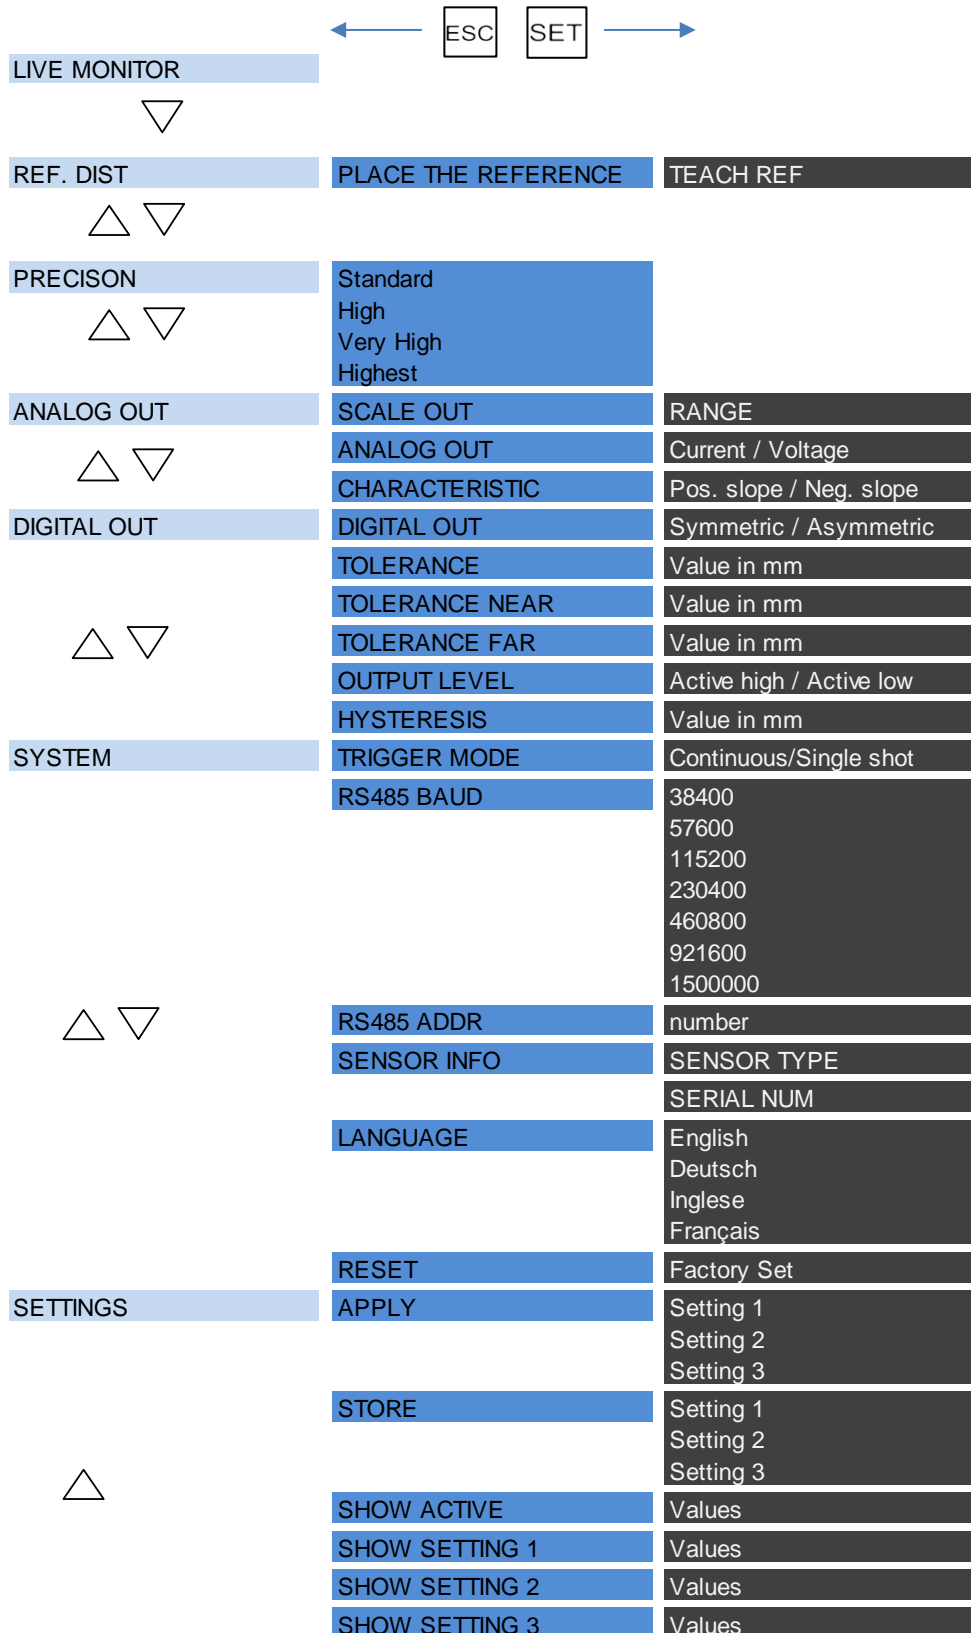 ESC SET
LIVE MONITOR
REF. DIST PLACE THE REFERENCE TEACH REF
PRECISON Standard
High
Very High
Highest
ANALOG OUT SCALE OUT RANGE
ANALOG OUT Current / Voltage
CHARACTERISTIC Pos. slope / Neg. slope
DIGITAL OUT DIGITAL OUT Symmetric / Asymmetric
TOLERANCE Value in mm
TOLERANCE NEAR Value in mm
TOLERANCE FAR Value in mm
OUTPUT LEVEL Active high / Active low
HYSTERESIS Value in mm
SYSTEM TRIGGER MODE Continuous/Single shot
RS485 BAUD 38400
57600
115200
230400
460800
921600
1500000
RS485 ADDR number
SENSOR INFO SENSOR TYPE
SERIAL NUM
LANGUAGE English
Deutsch
Inglese
Français
RESET Factory Set
SETTINGS APPLY Setting 1
Setting 2
Setting 3
STORE Setting 1
Setting 2
Setting 3
SHOW ACTIVE Values
SHOW SETTING 1 Values
SHOW SETTING 2 Values
SHOW SETTING 3 Values